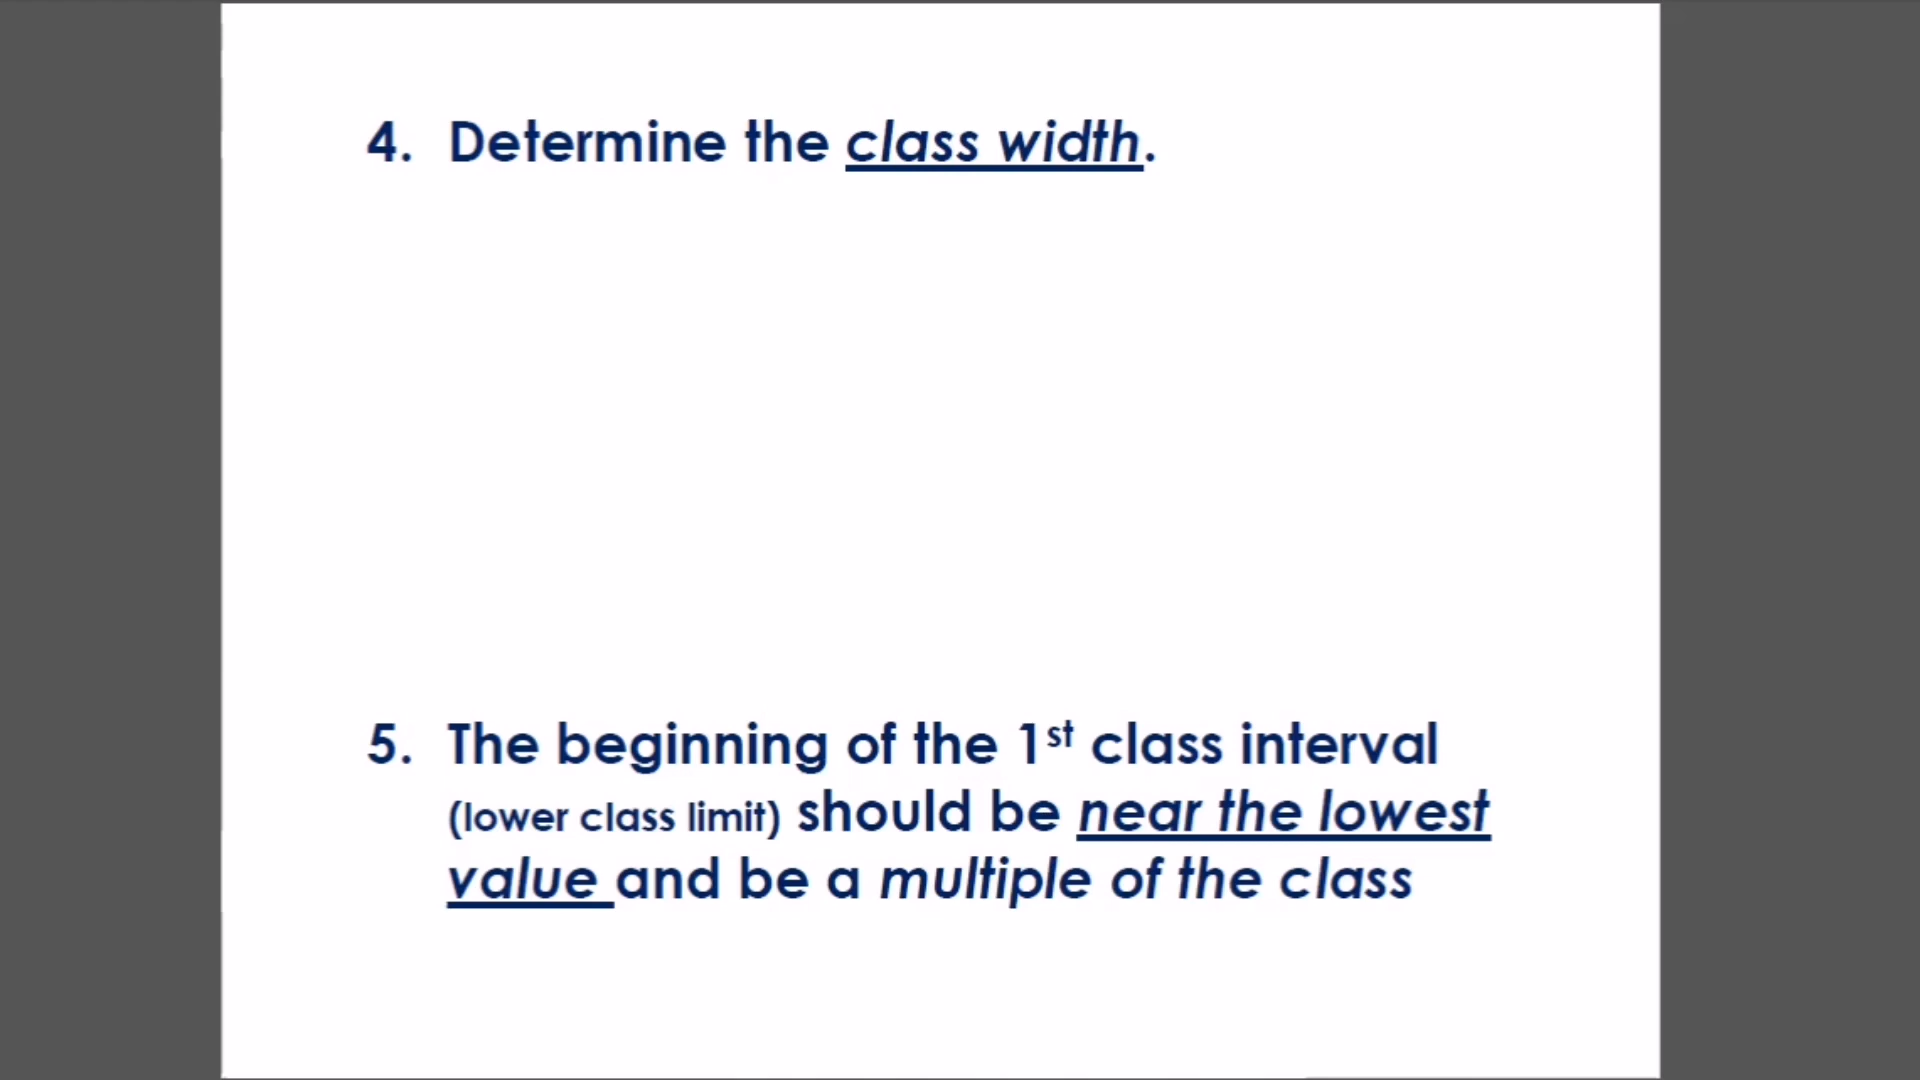 4. Determine the class width.
5. The beginning of the 1st class interval
(lower class limit) should be near the lowest
value and be a multiple of the class